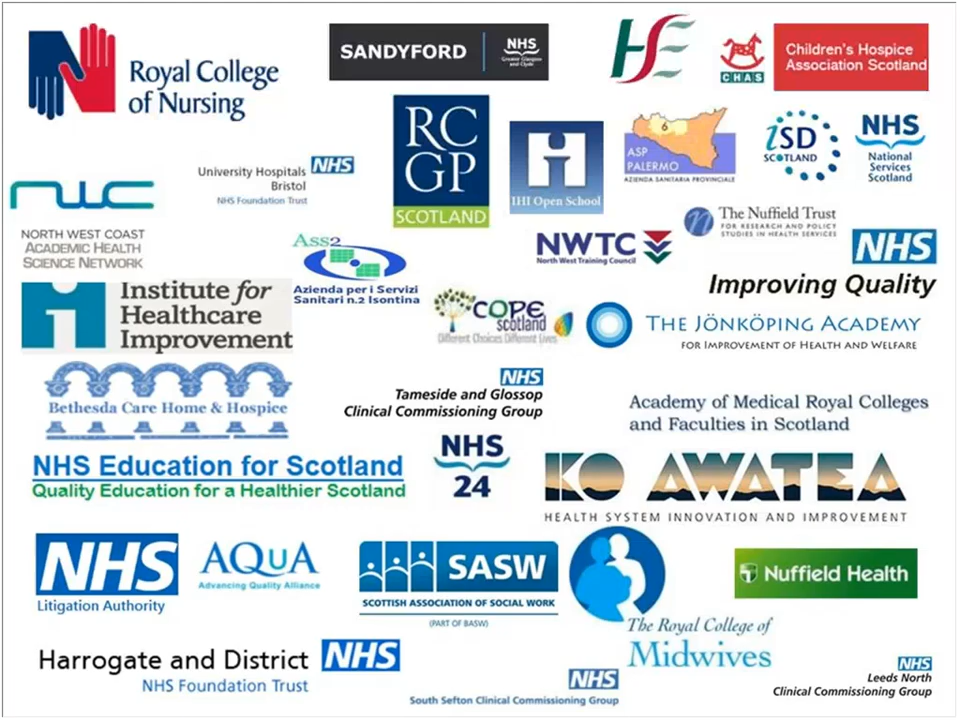 Royal College
of Nursing
SANDYFORD
NHS
Greater Glasgow
and Clyde
HSE
CHAS
Children's Hospice
Association Scotland
University Hospitals
Bristol
NHS
NHS Foundation Trust
RC
GP
SCOTLAND
IHI Open School
6
ASP
PALERMO
AZIENDA SANITARIA PROVINCIALE
iSD
SCOTLAND
NHS
National
Services
Scotland
nwc
NORTH WEST COAST
ACADEMIC HEALTH
SCIENCE NETWORK
Ass2
Azienda per i Servizi
Sanitari n.2 Isontina
NWTC
North West Training Council
The Nuffield Trust
FOR RESEARCH AND POLICY
STUDIES IN HEALTH SERVICES
NHS
Improving Quality
Institute for
Healthcare
Improvement
COPE
scotland
Different Choices Different Lives
THE JÖNKÖPING ACADEMY
FOR IMPROVEMENT OF HEALTH AND WELFARE
Bethesda Care Home & Hospice
NHS
Tameside and Glossop
Clinical Commissioning Group
Academy of Medical Royal Colleges
and Faculties in Scotland
NHS Education for Scotland
Quality Education for a Healthier Scotland
NHS
24
KO AWATEA
HEALTH SYSTEM INNOVATION AND IMPROVEMENT
NHS
Litigation Authority
AQuA
Advancing Quality Alliance
SASW
SCOTTISH ASSOCIATION OF SOCIAL WORK
(PART OF BASW)
The Royal College of
Midwives
Nuffield Health
Harrogate and District
NHS
NHS Foundation Trust
NHS
South Sefton Clinical Commissioning Group
NHS
Leeds North
Clinical Commissioning Group